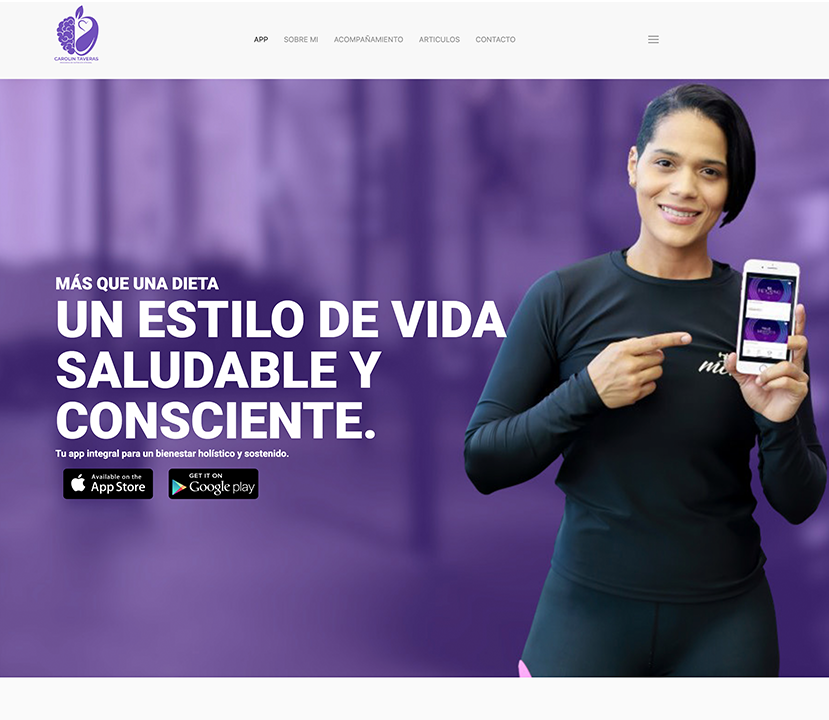 CAROLIN TAVERAS
APP
SOBRE MI
ACOMPAÑAMIENTO
ARTICULOS
CONTACTO
MÁS QUE UNA DIETA
UN ESTILO DE VIDA
SALUDABLE Y
CONSCIENTE.
Tu app integral para un bienestar holístico y sostenido.
Available on the
App Store
GET IT ON
Google play